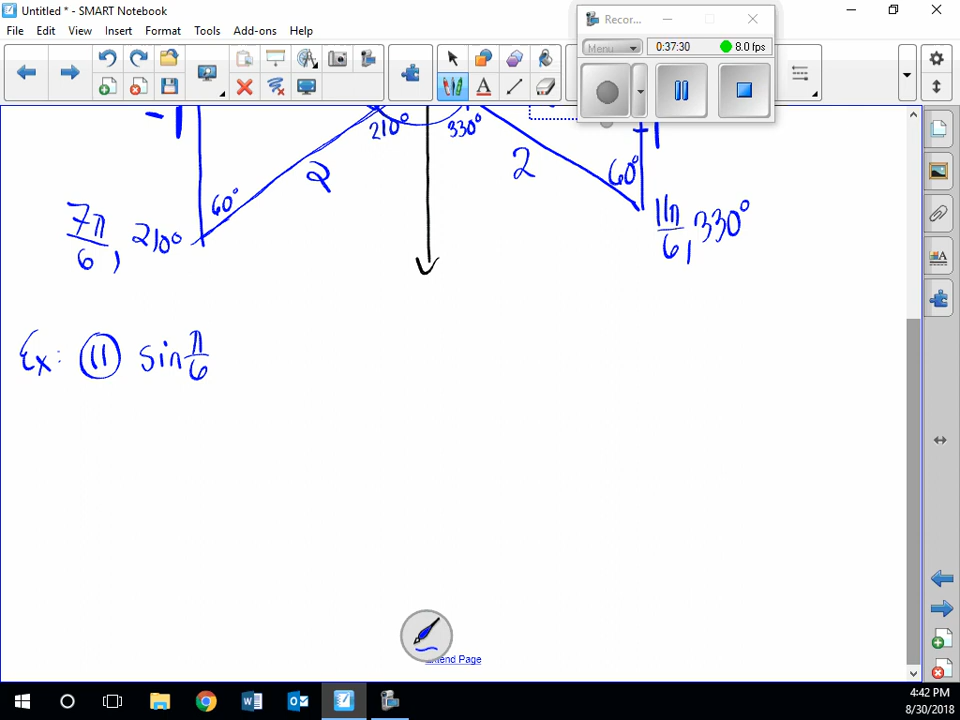 Untitled * - SMART Notebook
File Edit View Insert Format Tools Add-ons Help
Recor...
Menu 0:37:30 8.0 fps
-1 210° 330° -1
2 2
60° 60°
7π/6, 210° 11π/6, 330°
Ex: 11 sin π/6
Extend Page
4:42 PM
8/30/2018